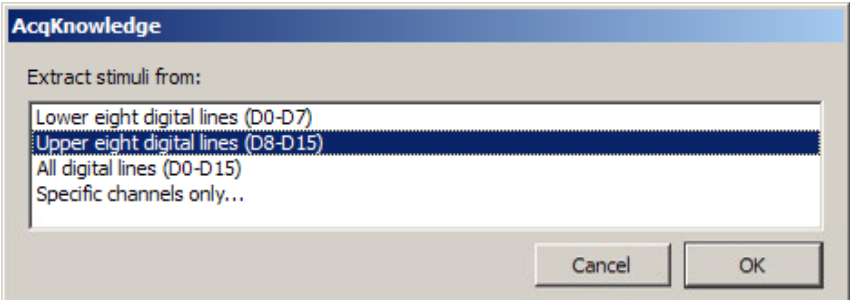 AcqKnowledge
Extract stimuli from:
Lower eight digital lines (D0-D7)
Upper eight digital lines (D8-D15)
All digital lines (D0-D15)
Specific channels only...
Cancel OK